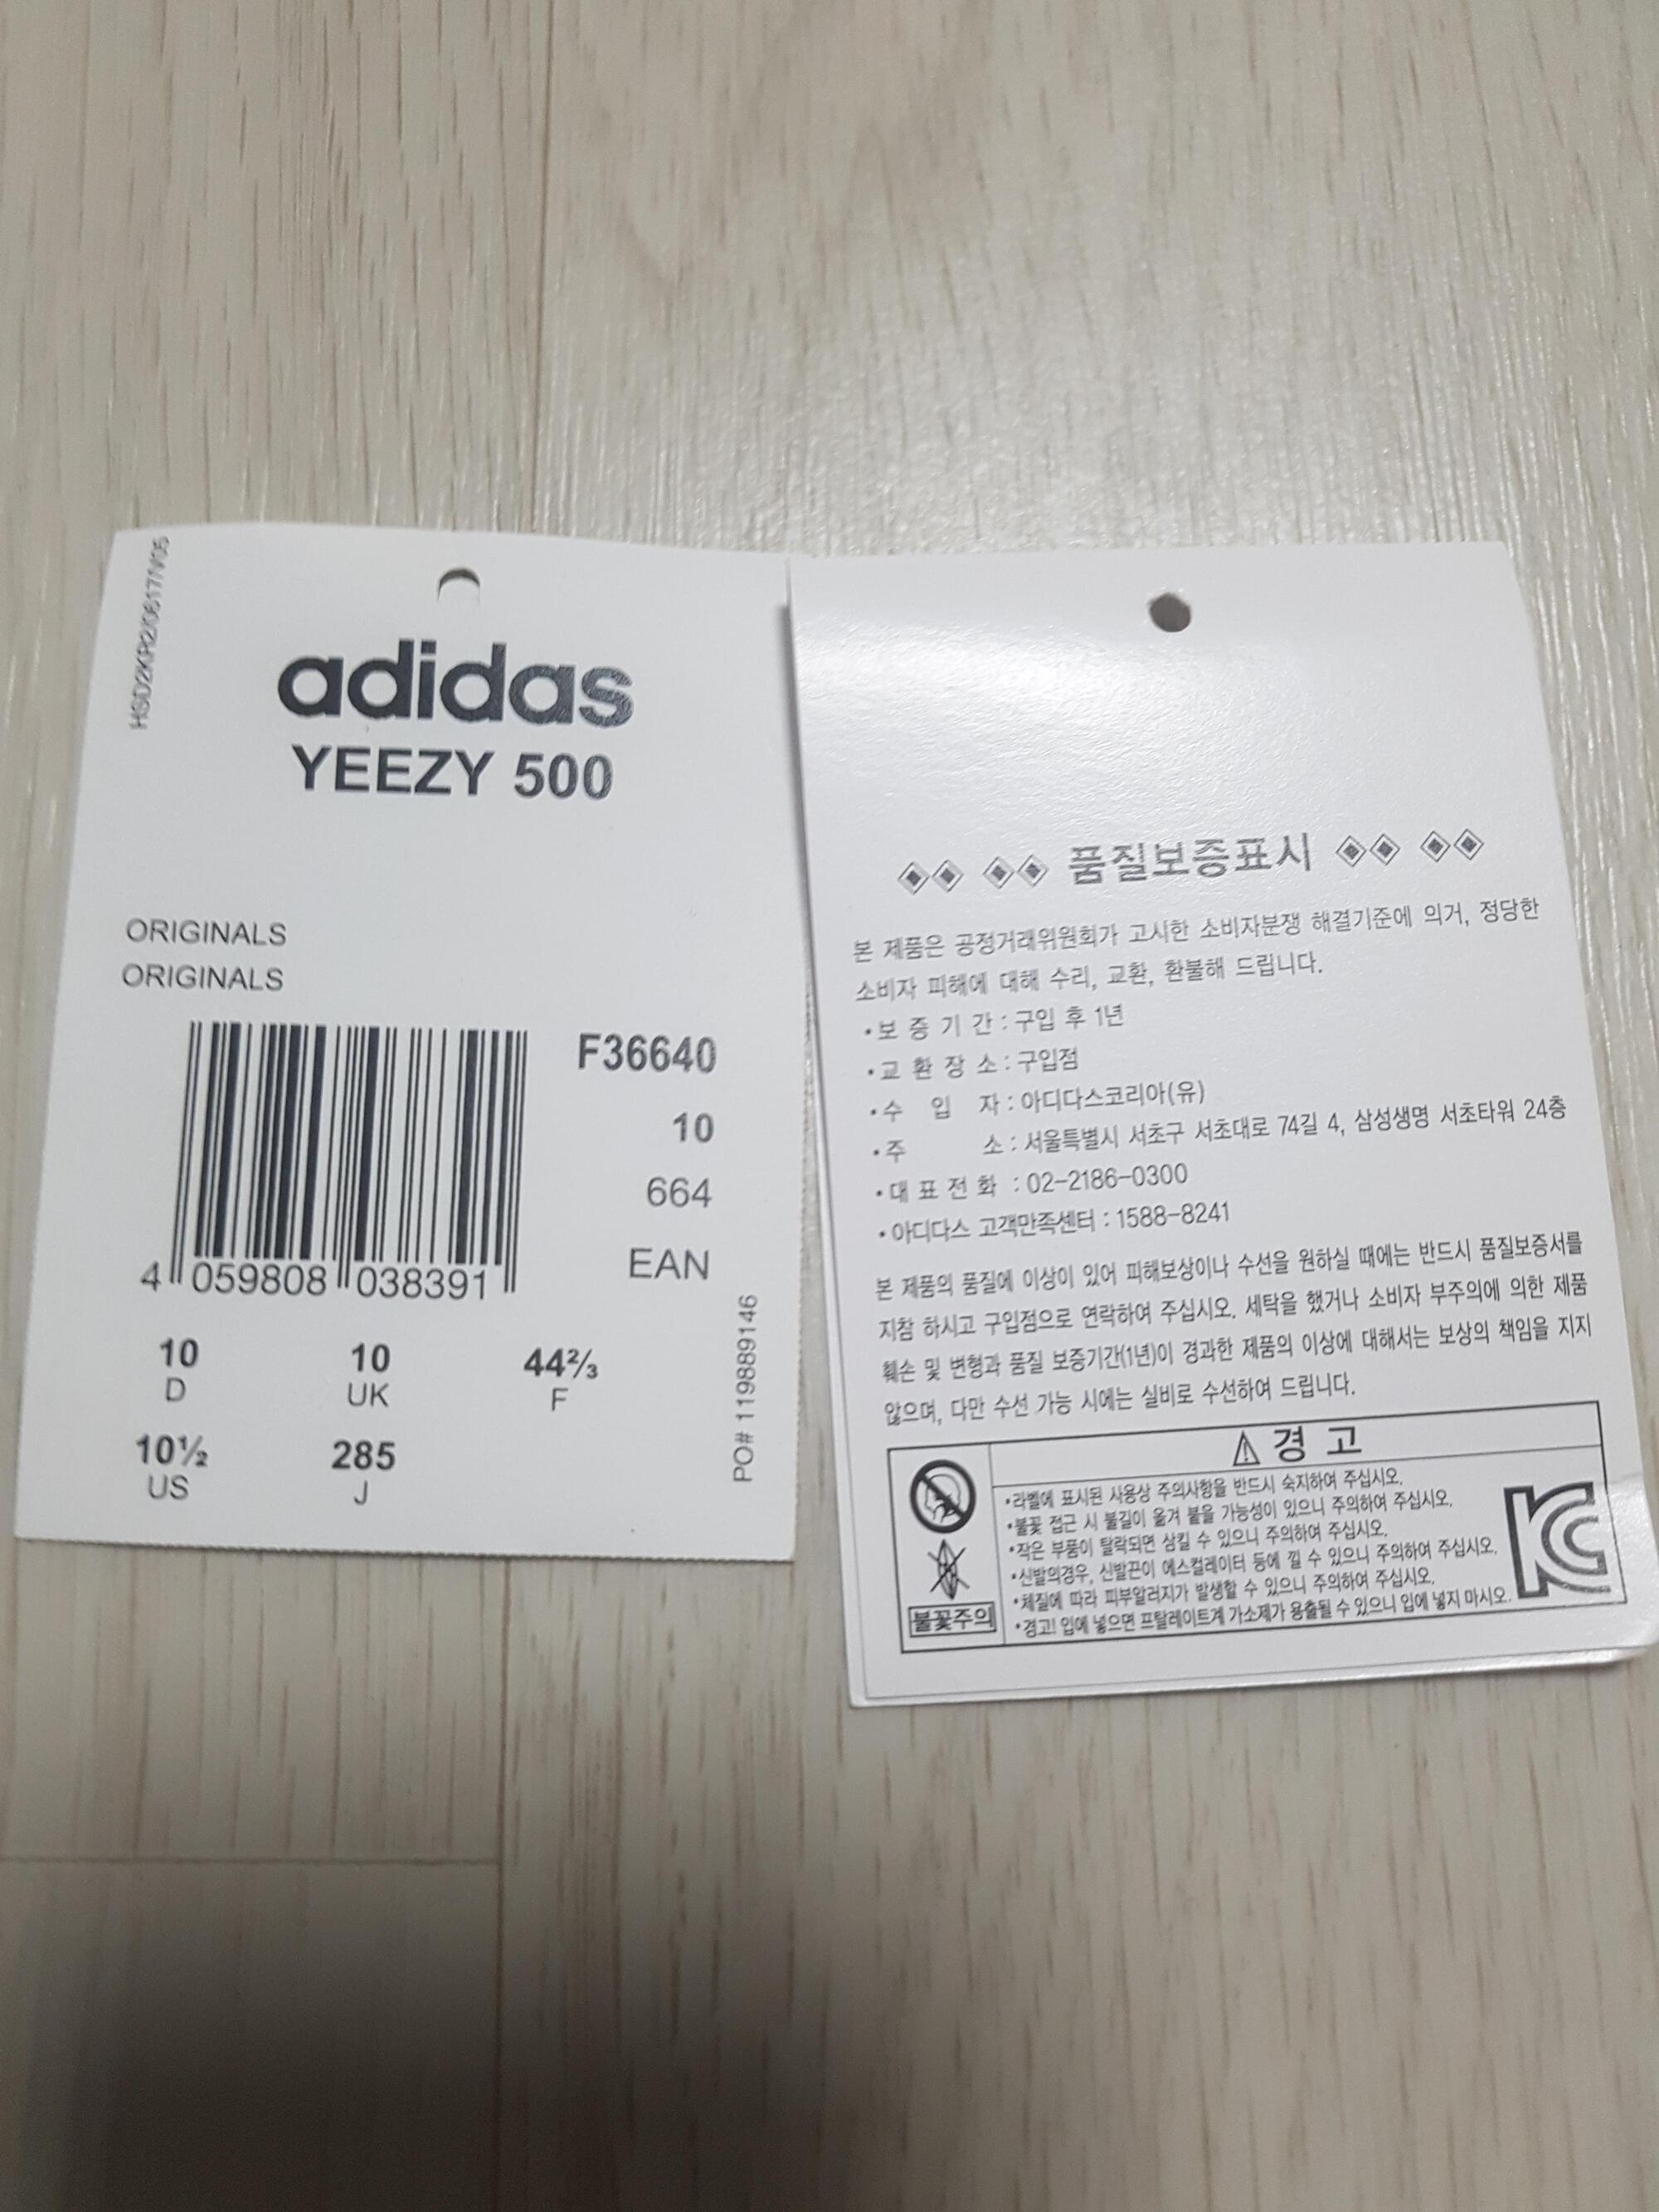 HSD2KR2/0617/V05
adidas
YEEZY 500
ORIGINALS
ORIGINALS
F36640
10
664
EAN
4 059808 038391
10 D
10 UK
44⅔ F
10½ US
285 J
PO# 119889146
품질보증표시
본 제품은 공정거래위원회가 고시한 소비자분쟁 해결기준에 의거, 정당한
소비자 피해에 대해 수리, 교환, 환불해 드립니다.
•보 증 기 간 : 구입 후 1년
•교 환 장 소 : 구입점
•수 입 자 : 아디다스코리아(유)
•주 소 : 서울특별시 서초구 서초대로 74길 4, 삼성생명 서초타워 24층
•대 표 전 화 : 02-2186-0300
•아디다스 고객만족센터 : 1588-8241
본 제품의 품질에 이상이 있어 피해보상이나 수선을 원하실 때에는 반드시 품질보증서를
지참 하시고 구입점으로 연락하여 주십시오. 세탁을 했거나 소비자 부주의에 의한 제품
훼손 및 변형과 품질 보증기간(1년)이 경과한 제품의 이상에 대해서는 보상의 책임을 지지
않으며, 다만 수선 가능 시에는 실비로 수선하여 드립니다.
경 고
•라벨에 표시된 사용상 주의사항을 반드시 숙지하여 주십시오.
•불꽃 접근 시 불길이 옮겨 붙을 가능성이 있으니 주의하여 주십시오.
•작은 부품이 탈락되면 삼킬 수 있으니 주의하여 주십시오.
•신발의경우, 신발끈이 에스컬레이터 등에 낄 수 있으니 주의하여 주십시오.
•체질에 따라 피부알러지가 발생할 수 있으니 주의하여 주십시오.
•경고! 입에 넣으면 프탈레이트계 가소제가 용출될 수 있으니 입에 넣지 마시오.
불꽃주의
KC